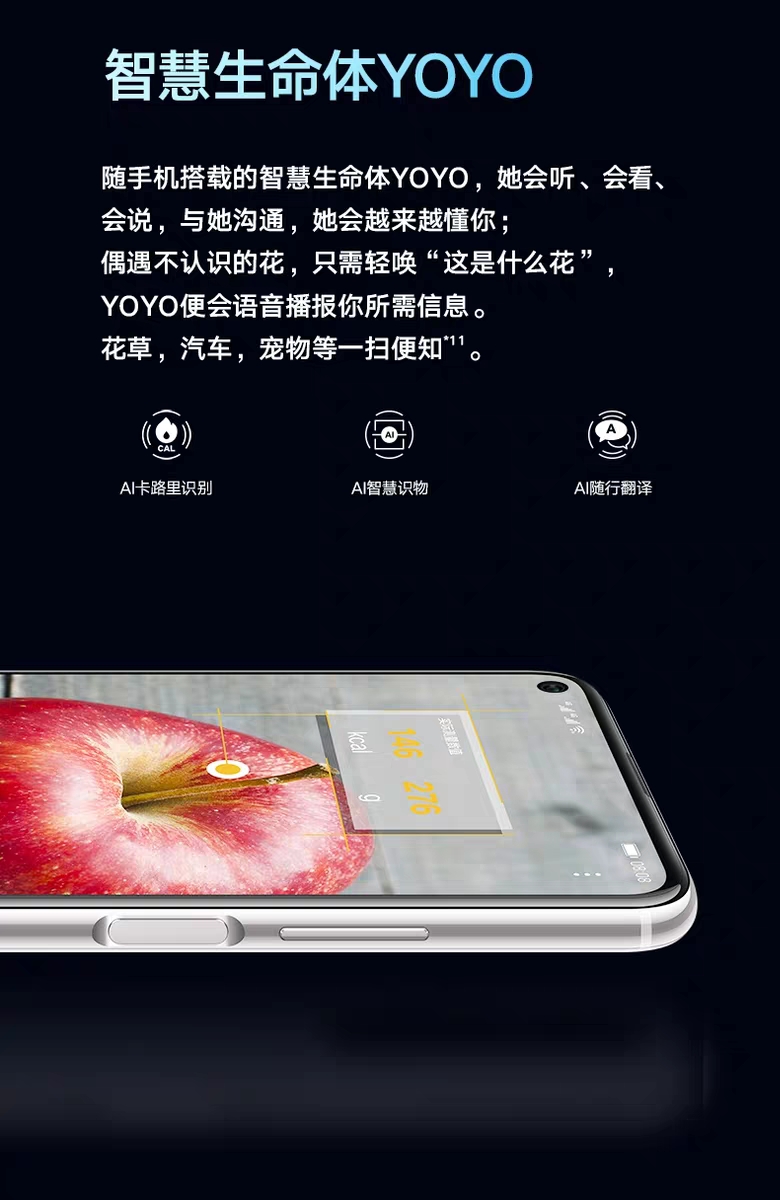 智慧生命体YOYO
随手机搭载的智慧生命体YOYO，她会听、会看、
会说，与她沟通，她会越来越懂你；
偶遇不认识的花，只需轻唤“这是什么花”，
YOYO便会语音播报你所需信息。
花草，汽车，宠物等一扫便知*11。
CAL
AI
A
AI卡路里识别
AI智慧识物
AI随行翻译
146 276
kcal g
08:08